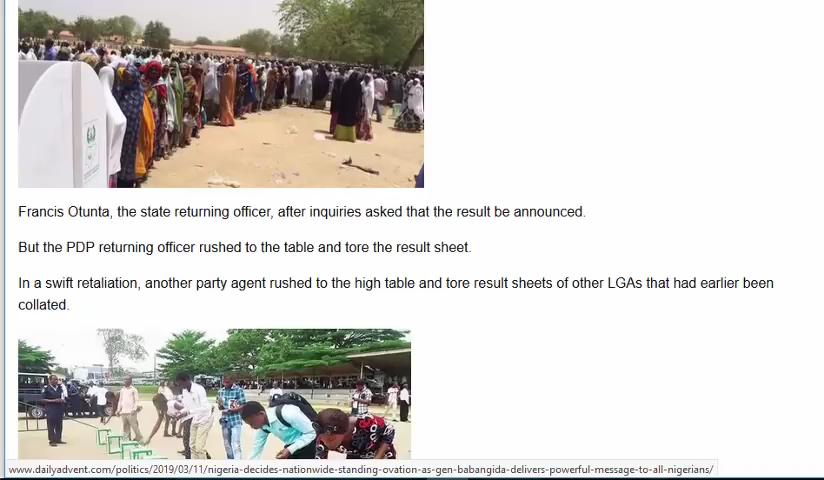 Francis Otunta, the state returning officer, after inquiries asked that the result be announced.
But the PDP returning officer rushed to the table and tore the result sheet.
In a swift retaliation, another party agent rushed to the high table and tore result sheets of other LGAs that had earlier been
collated.
www.dailyadvent.com/politics/2019/03/11/nigeria-decides-nationwide-standing-ovation-as-gen-babangida-delivers-powerful-message-to-all-nigerians/